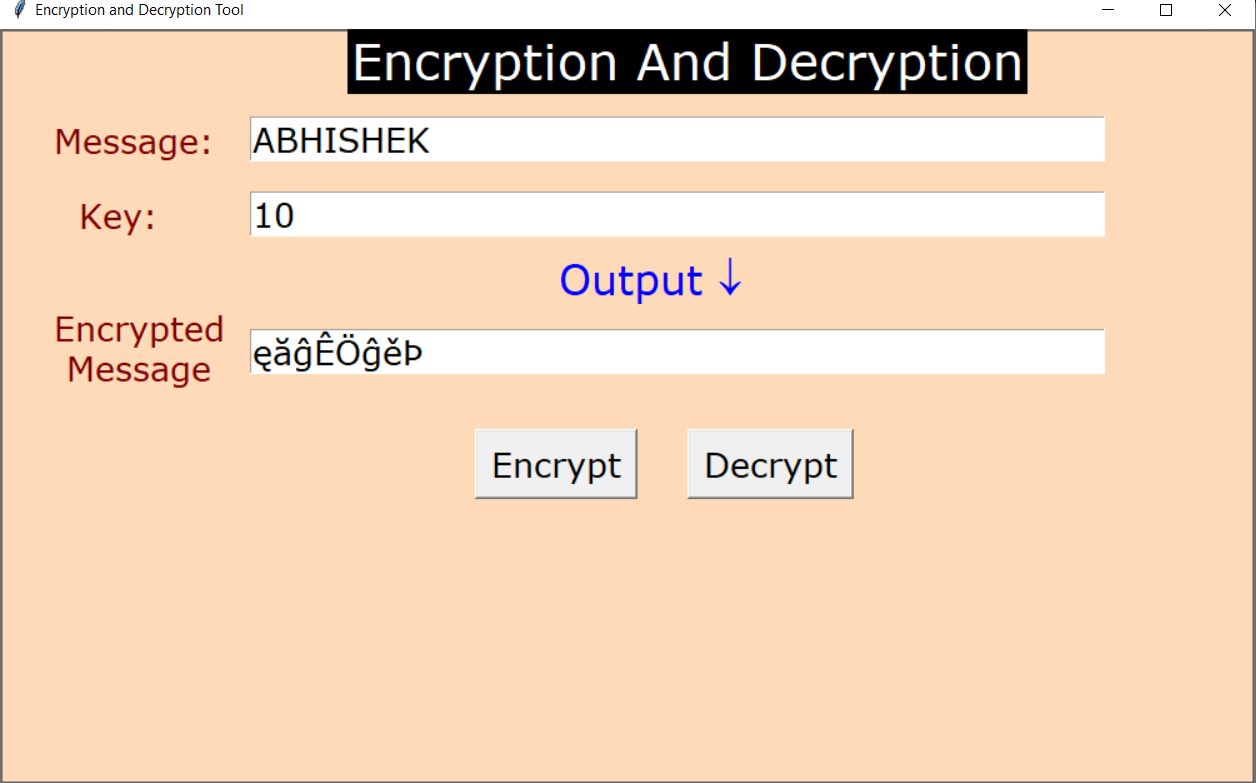 Encryption and Decryption Tool
Encryption And Decryption
Message: ABHISHEK
Key: 10
Output ↓
Encrypted
Message
ęăĝÊÖĝěÞ
Encrypt Decrypt